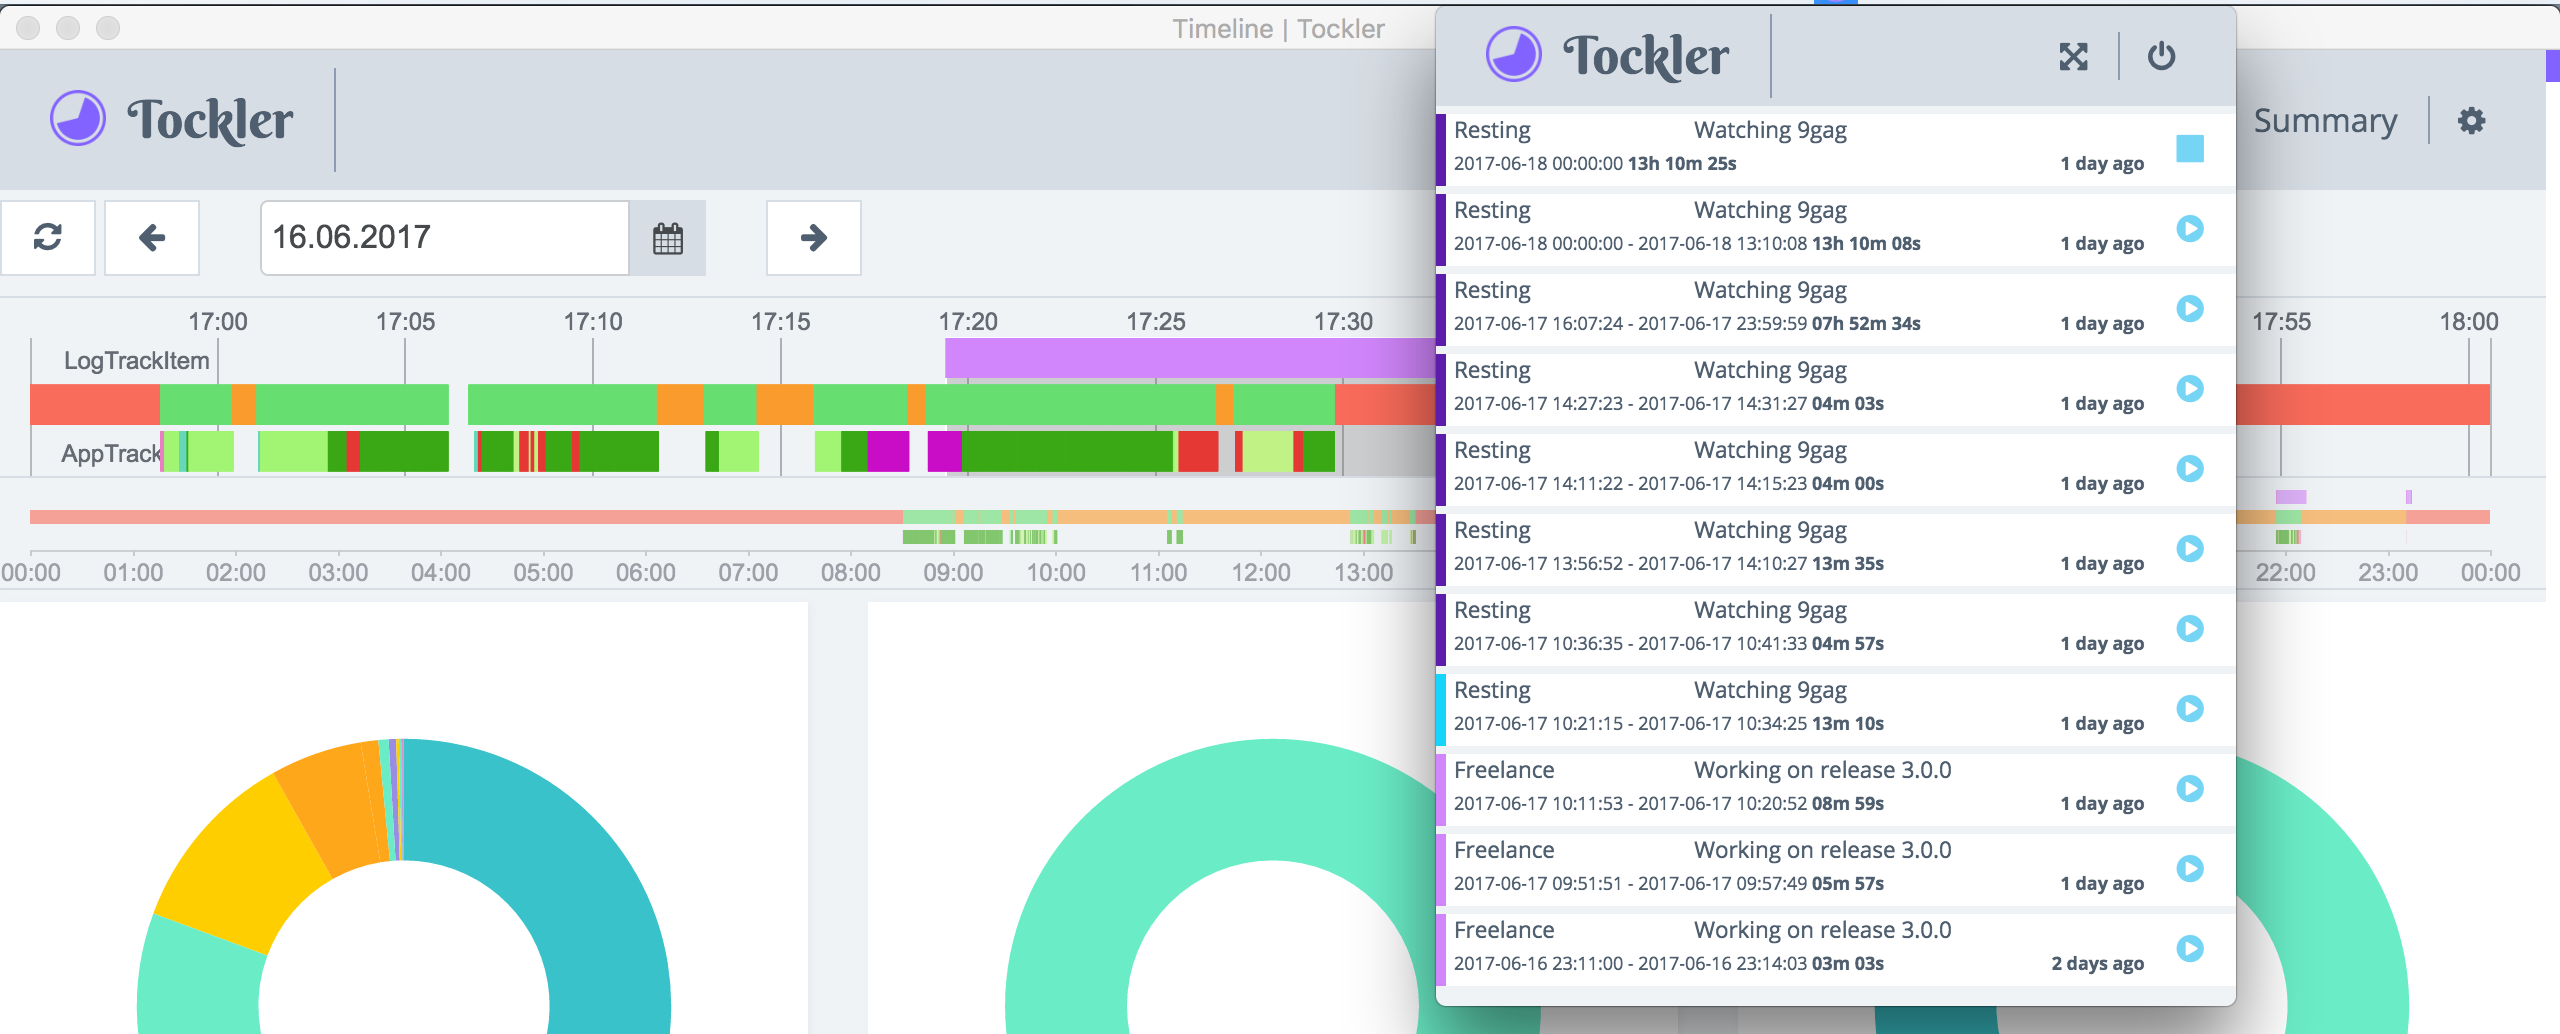 Timeline | Tockler
Tockler
Summary
16.06.2017
17:00 17:05 17:10 17:15 17:20 17:25 17:30 17:55 18:00
LogTrackItem
AppTrack
00:00 01:00 02:00 03:00 04:00 05:00 06:00 07:00 08:00 09:00 10:00 11:00 12:00 13:00 22:00 23:00 00:00
Tockler
Resting Watching 9gag
2017-06-18 00:00:00 13h 10m 25s 1 day ago
Resting Watching 9gag
2017-06-18 00:00:00 - 2017-06-18 13:10:08 13h 10m 08s 1 day ago
Resting Watching 9gag
2017-06-17 16:07:24 - 2017-06-17 23:59:59 07h 52m 34s 1 day ago
Resting Watching 9gag
2017-06-17 14:27:23 - 2017-06-17 14:31:27 04m 03s 1 day ago
Resting Watching 9gag
2017-06-17 14:11:22 - 2017-06-17 14:15:23 04m 00s 1 day ago
Resting Watching 9gag
2017-06-17 13:56:52 - 2017-06-17 14:10:27 13m 35s 1 day ago
Resting Watching 9gag
2017-06-17 10:36:35 - 2017-06-17 10:41:33 04m 57s 1 day ago
Resting Watching 9gag
2017-06-17 10:21:15 - 2017-06-17 10:34:25 13m 10s 1 day ago
Freelance Working on release 3.0.0
2017-06-17 10:11:53 - 2017-06-17 10:20:52 08m 59s 1 day ago
Freelance Working on release 3.0.0
2017-06-17 09:51:51 - 2017-06-17 09:57:49 05m 57s 1 day ago
Freelance Working on release 3.0.0
2017-06-16 23:11:00 - 2017-06-16 23:14:03 03m 03s 2 days ago